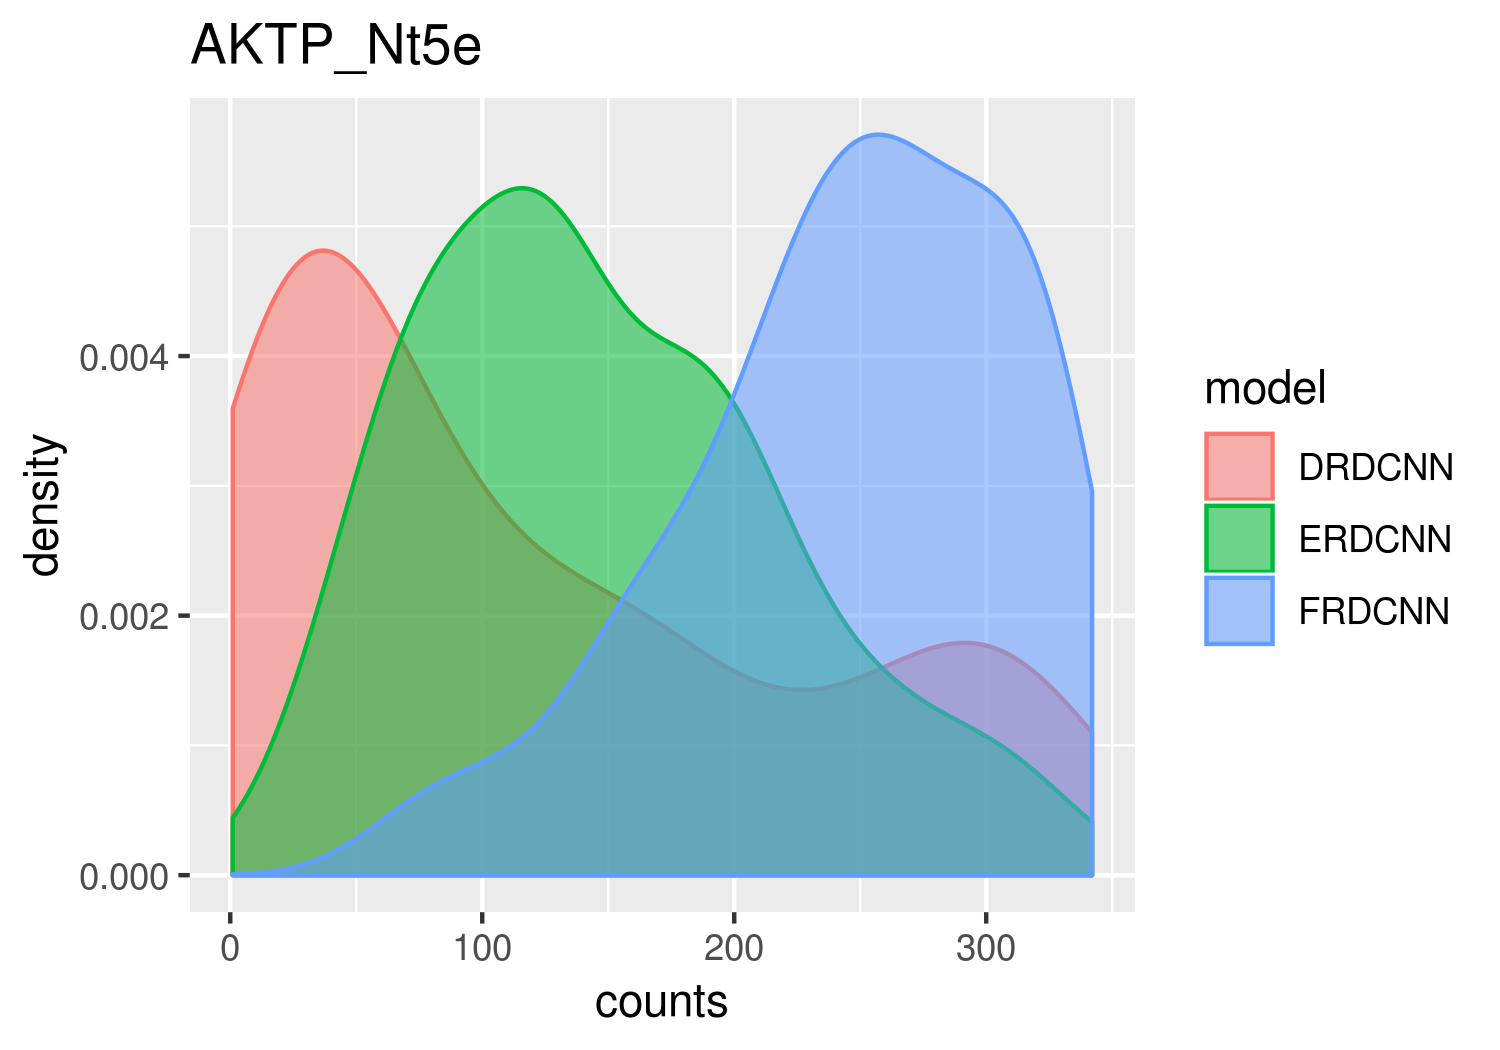 AKTP_Nt5e
density
0.004
0.002
0.000
0 100 200 300
counts
model
DRDCNN
ERDCNN
FRDCNN